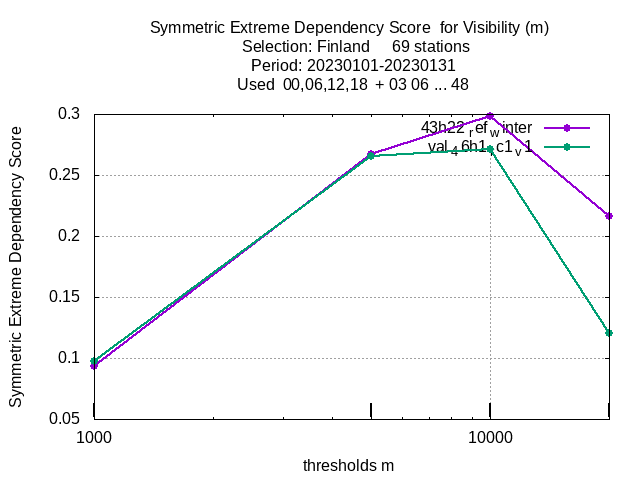 Symmetric Extreme Dependency Score for Visibility (m)
Selection: Finland 69 stations
Period: 20230101-20230131
Used 00,06,12,18 + 03 06 ... 48
Symmetric Extreme Dependency Score
0.3
0.25
0.2
0.15
0.1
0.05
43h22refwinter
val46h1rc1v1
1000
10000
thresholds m